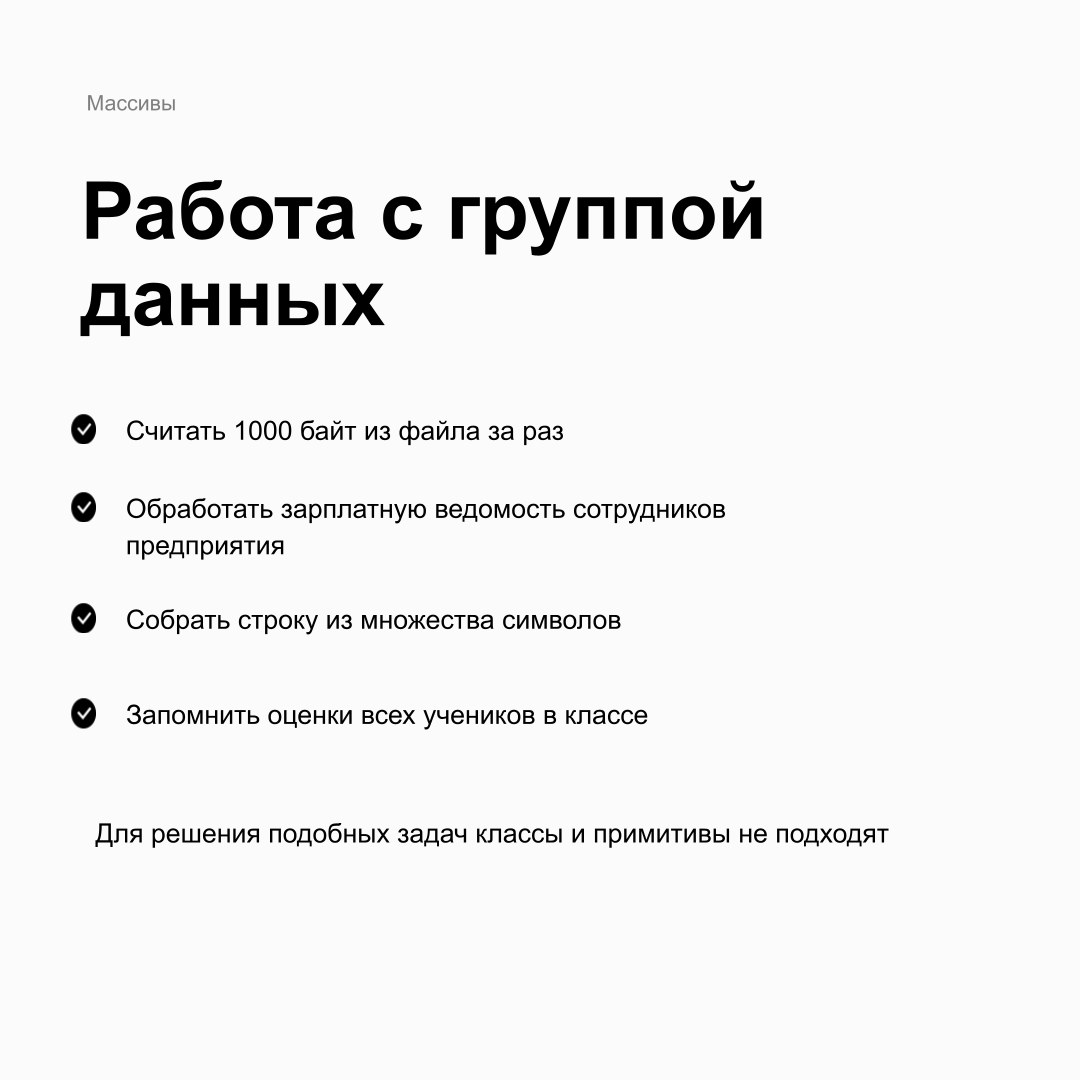 Массивы
Работа с группой
данных
Считать 1000 байт из файла за раз
Обработать зарплатную ведомость сотрудников
предприятия
Собрать строку из множества символов
Запомнить оценки всех учеников в классе
Для решения подобных задач классы и примитивы не подходят